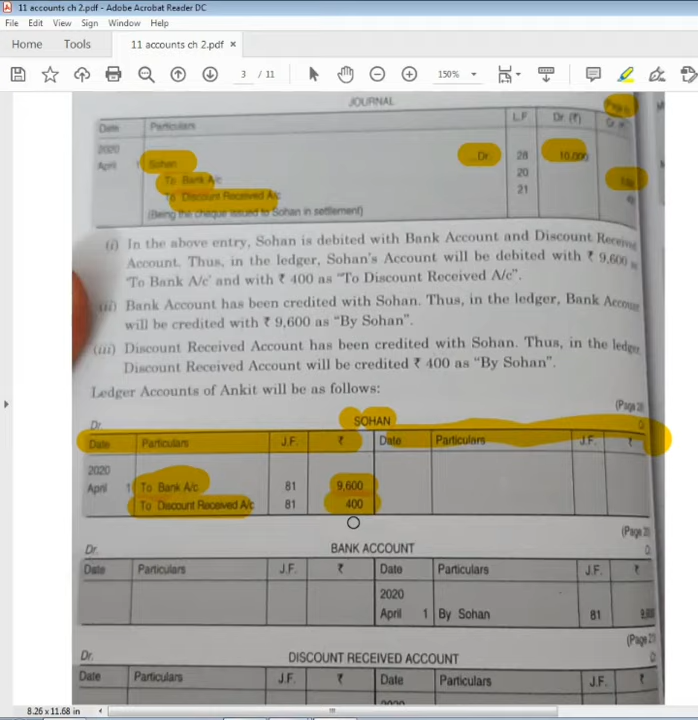 11 accounts ch 2.pdf - Adobe Acrobat Reader DC
File Edit View Sign Window Help
Home Tools 11 accounts ch 2.pdf ×
3 / 11 150%
JOURNAL
Date Particulars L.F. Dr. (₹)
2020
April 1 Sohan Dr. 28 10,000
To Bank A/c 20
To Discount Received A/c 21
(Being the cheque issued to Sohan in settlement)
(i) In the above entry, Sohan is debited with Bank Account and Discount Received
Account. Thus, in the ledger, Sohan's Account will be debited with ₹ 9,600
'To Bank A/c' and with ₹ 400 as "To Discount Received A/c".
(ii) Bank Account has been credited with Sohan. Thus, in the ledger, Bank Account
will be credited with ₹ 9,600 as "By Sohan".
(iii) Discount Received Account has been credited with Sohan. Thus, in the ledger
Discount Received Account will be credited ₹ 400 as "By Sohan".
Ledger Accounts of Ankit will be as follows:
Dr. SOHAN
Date Particulars J.F. ₹ Date Particulars J.F. ₹
2020
April 1 To Bank A/c 81 9,600
To Discount Received A/c 81 400
Dr. BANK ACCOUNT
Date Particulars J.F. ₹ Date Particulars J.F. ₹
2020
April 1 By Sohan 81
Dr. DISCOUNT RECEIVED ACCOUNT
Date Particulars J.F. ₹ Date Particulars J.F. ₹
8.26 x 11.68 in